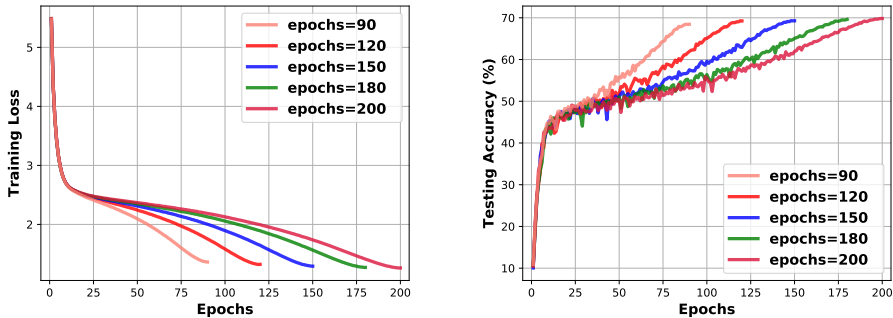 Training Loss
5
4
3
2
0 25 50 75 100 125 150 175 200
Epochs
epochs=90
epochs=120
epochs=150
epochs=180
epochs=200
Testing Accuracy (%)
70
60
50
40
30
20
10
0 25 50 75 100 125 150 175 200
Epochs
epochs=90
epochs=120
epochs=150
epochs=180
epochs=200